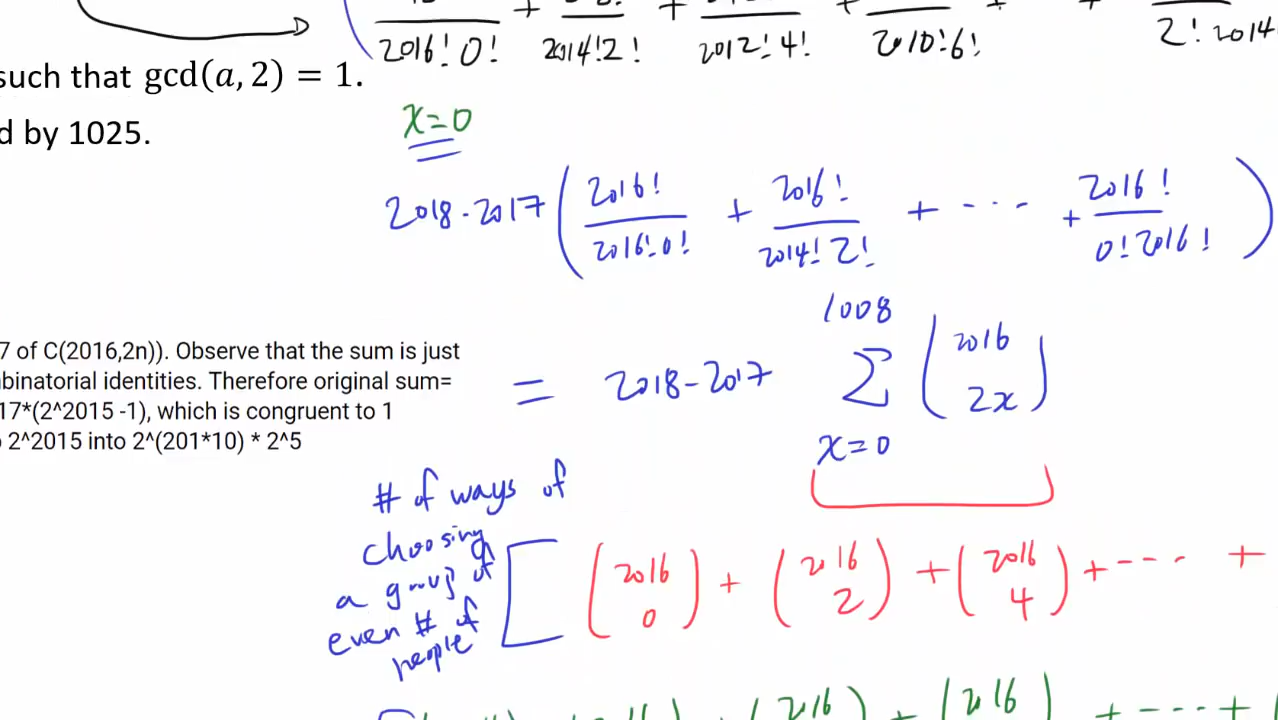 2016! 0! + 2014! 2! + 2012! 4! + 2010! 6! + + 2! 2014
such that gcd(a, 2) = 1.
d by 1025.
x=0
2018 - 2017 ( 2016! / 2016! 0! + 2016! / 2014! 2! + ... + 2016! / 0! 2016! )
7 of C(2016,2n)). Observe that the sum is just
binatorial identities. Therefore original sum=
17*(2^2015 -1), which is congruent to 1
2^2015 into 2^(201*10) * 2^5
= 2018 - 2017 1008 Σ x=0 (2016 2x)
# of ways of
choosing
a group of
even # of
people
[ (2016 0) + (2016 2) + (2016 4) + ... +
(2016 + (2016 + ... +